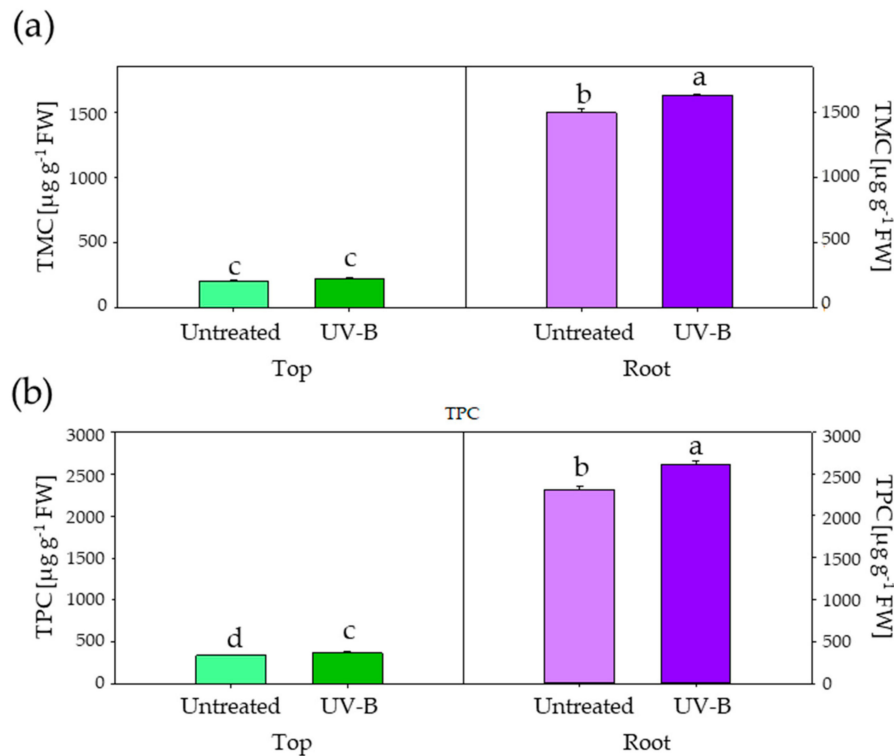 (a)
TMC [µg g-1 FW]
1500
1000
500
0
c
c
b
a
1500
1000
500
0
TMC [µg g-1 FW]
Untreated
UV-B
Untreated
UV-B
Top
Root
(b)
TPC
TPC [µg g-1 FW]
3000
2500
2000
1500
1000
500
0
d
c
b
a
3000
2500
2000
1500
1000
500
0
TPC [µg g-1 FW]
Untreated
UV-B
Untreated
UV-B
Top
Root